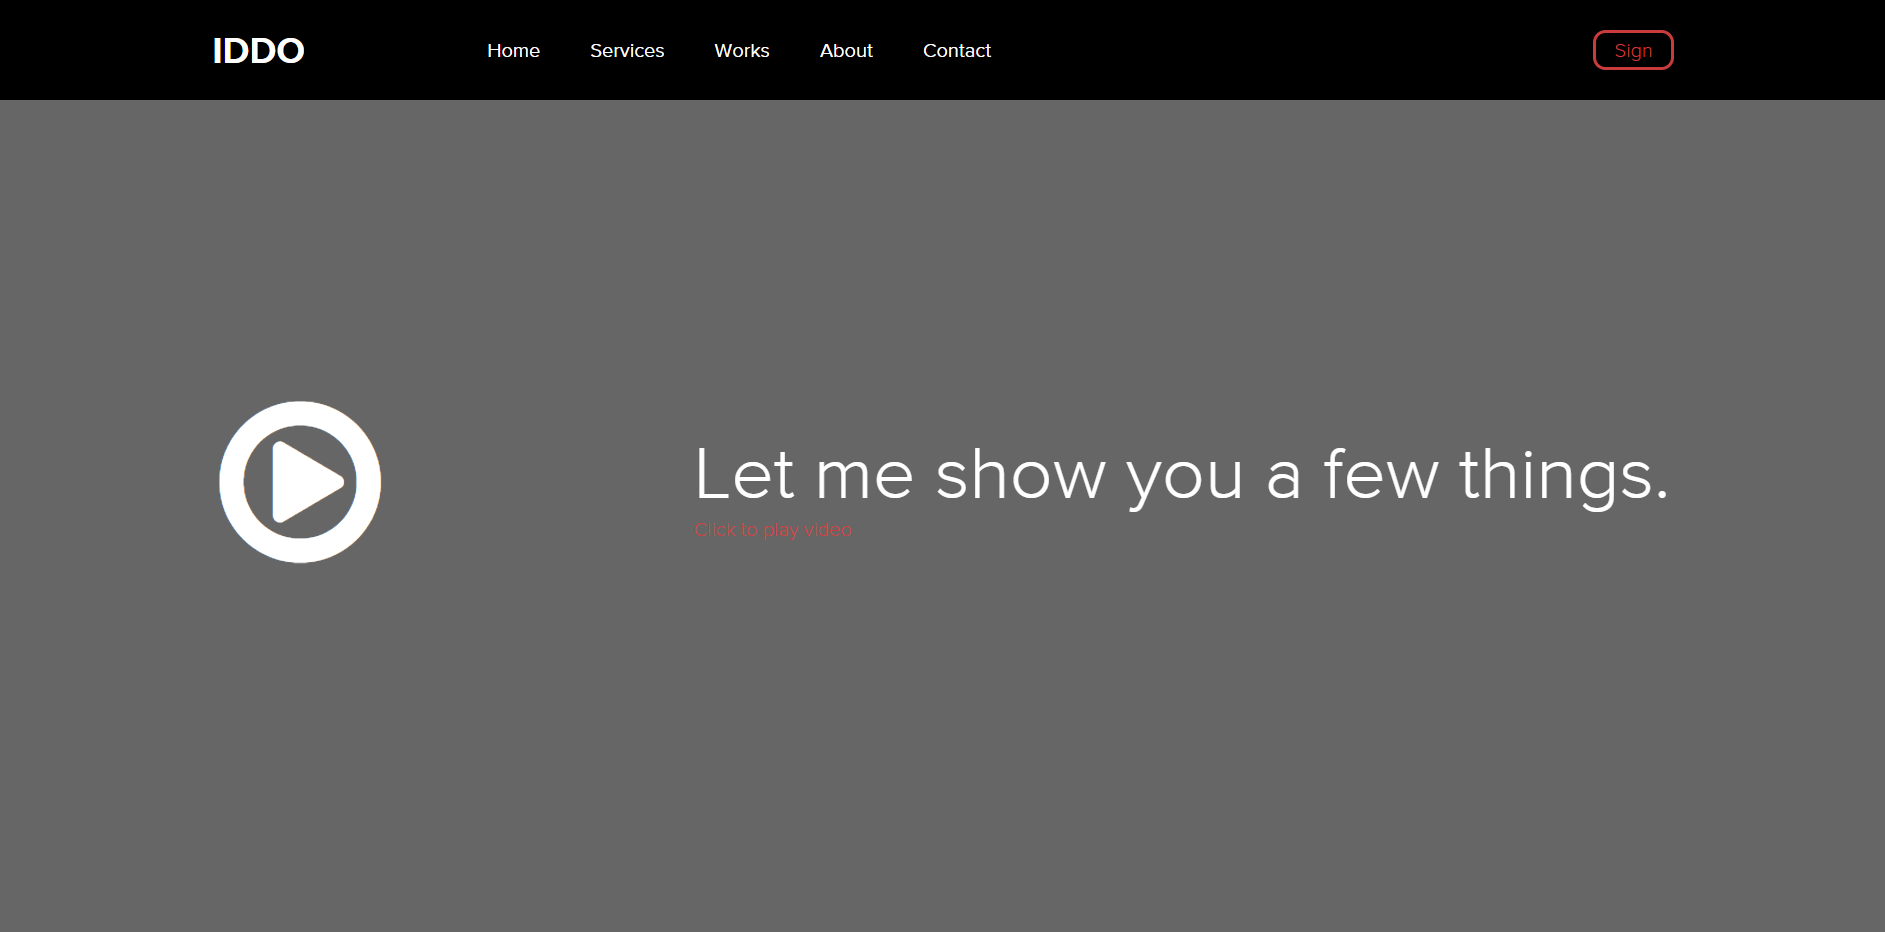 IDDO
Home Services Works About Contact
Sign
Let me show you a few things.
Click to play video